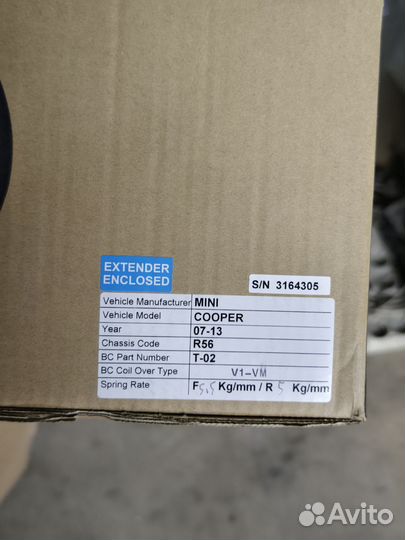 EXTENDER
ENCLOSED
S/N 3164305
Vehicle Manufacturer MINI
Vehicle Model COOPER
Year 07-13
Chassis Code R56
BC Part Number T-02
BC Coil Over Type V1-VM
Spring Rate F 5,5 Kg/mm / R 5 Kg/mm
Avito